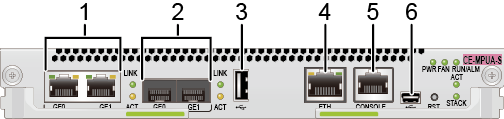 1 2 3 4 5 6
LINK LINK CE-MPUA-S
PWR FAN RUN/ALM
ACT
GE0 GE1 ACT GE0 GE1 ACT ETH CONSOLE RST STACK